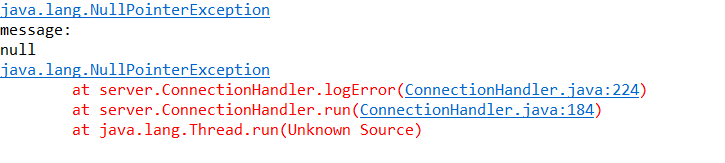 java.lang.NullPointerException
message:
null
java.lang.NullPointerException
at server.ConnectionHandler.logError(ConnectionHandler.java:224)
at server.ConnectionHandler.run(ConnectionHandler.java:184)
at java.lang.Thread.run(Unknown Source)